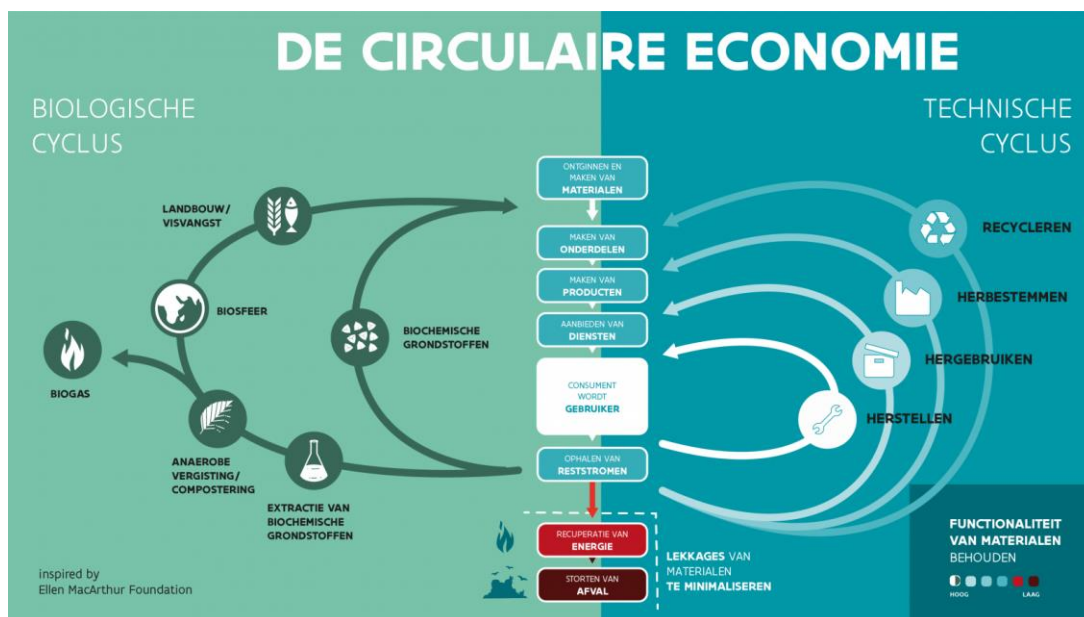 DE CIRCULAIRE ECONOMIE
BIOLOGISCHE
CYCLUS
TECHNISCHE
CYCLUS
ONTGINNEN EN
MAKEN VAN
MATERIALEN
MAKEN VAN
ONDERDELEN
MAKEN VAN
PRODUCTEN
AANBIEDEN VAN
DIENSTEN
CONSUMENT
WORDT
GEBRUIKER
OPHALEN VAN
RESTSTROMEN
RECUPERATIE VAN
ENERGIE
STORTEN VAN
AFVAL
LANDBOUW/
VISVANGST
BIOSFEER
BIOGAS
BIOCHEMISCHE
GRONDSTOFFEN
ANAEROBE
VERGISTING/
COMPOSTERING
EXTRACTIE VAN
BIOCHEMISCHE
GRONDSTOFFEN
RECYCLEREN
HERBESTEMMEN
HERGEBRUIKEN
HERSTELLEN
LEKKAGES VAN
MATERIALEN
TE MINIMALISEREN
FUNCTIONALITEIT
VAN MATERIALEN
BEHOUDEN
HOOG LAAG
inspired by
Ellen MacArthur Foundation